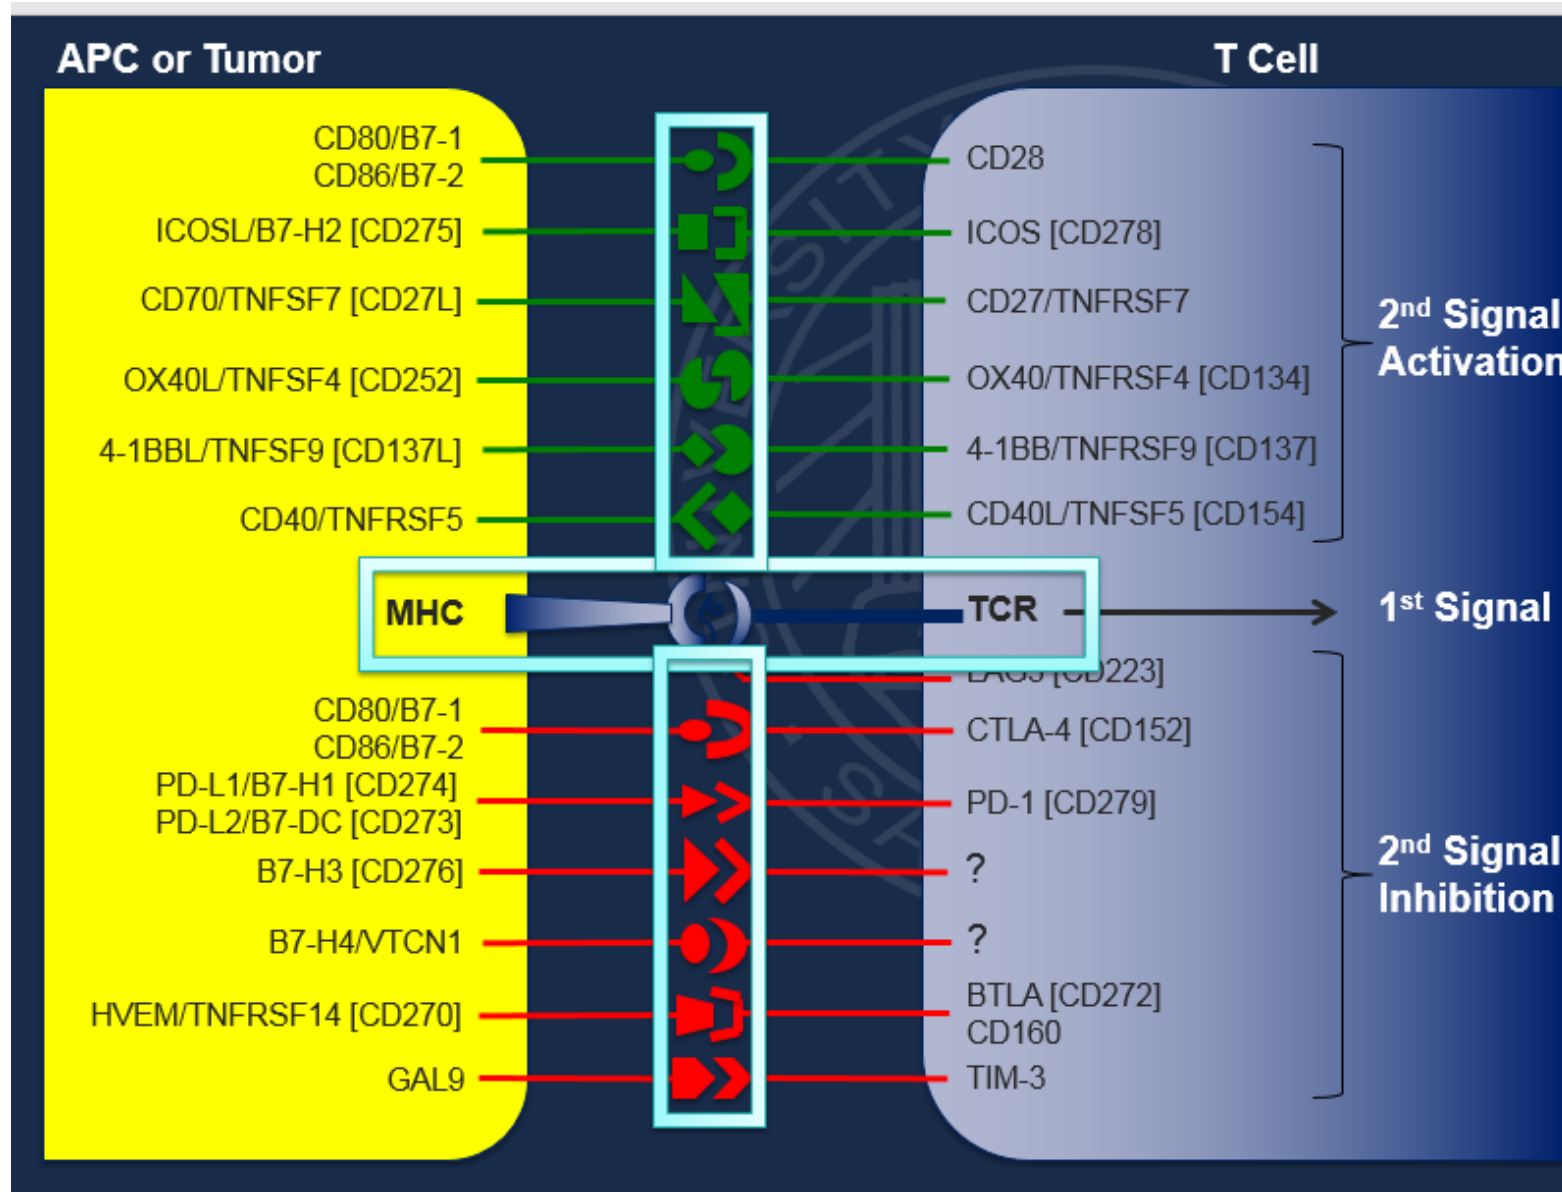 APC or Tumor
T Cell
CD80/B7-1
CD86/B7-2
CD28
ICOSL/B7-H2 [CD275]
ICOS [CD278]
CD70/TNFSF7 [CD27L]
CD27/TNFRSF7
OX40L/TNFSF4 [CD252]
OX40/TNFRSF4 [CD134]
4-1BBL/TNFSF9 [CD137L]
4-1BB/TNFRSF9 [CD137]
CD40/TNFRSF5
CD40L/TNFSF5 [CD154]
2nd Signal
Activation
MHC
TCR
1st Signal
LAG3 [CD223]
CD80/B7-1
CD86/B7-2
CTLA-4 [CD152]
PD-L1/B7-H1 [CD274]
PD-L2/B7-DC [CD273]
PD-1 [CD279]
B7-H3 [CD276]
?
B7-H4/VTCN1
?
HVEM/TNFRSF14 [CD270]
BTLA [CD272]
CD160
GAL9
TIM-3
2nd Signal
Inhibition